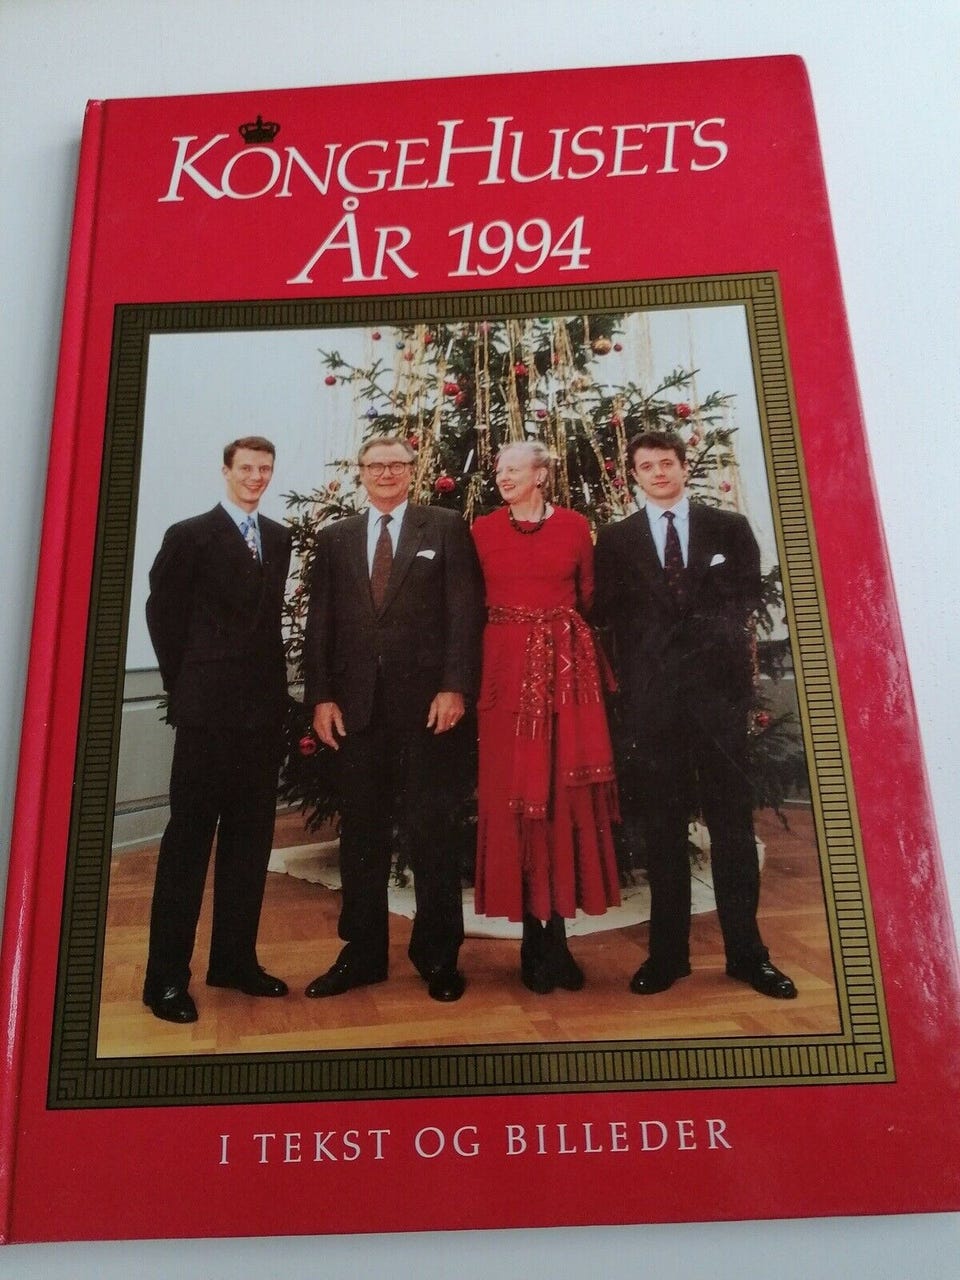 KONGEHUSETS
ÅR 1994
I TEKST OG BILLEDER